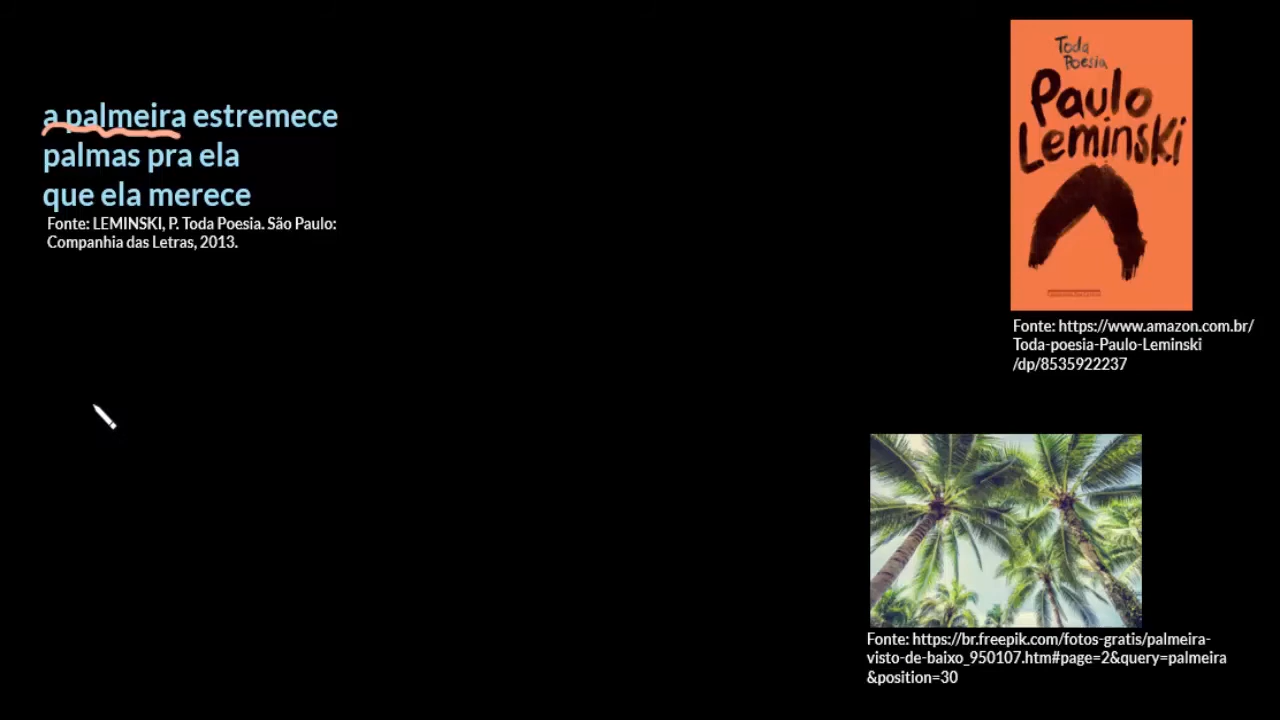 a palmeira estremece
palmas pra ela
que ela merece
Fonte: LEMINSKI, P. Toda Poesia. São Paulo:
Companhia das Letras, 2013.
Toda
Poesia
Paulo
Leminski
Fonte: https://www.amazon.com.br/
Toda-poesia-Paulo-Leminski
/dp/8535922237
Fonte: https://br.freepik.com/fotos-gratis/palmeira-
visto-de-baixo_950107.htm#page=2&query=palmeira
&position=30